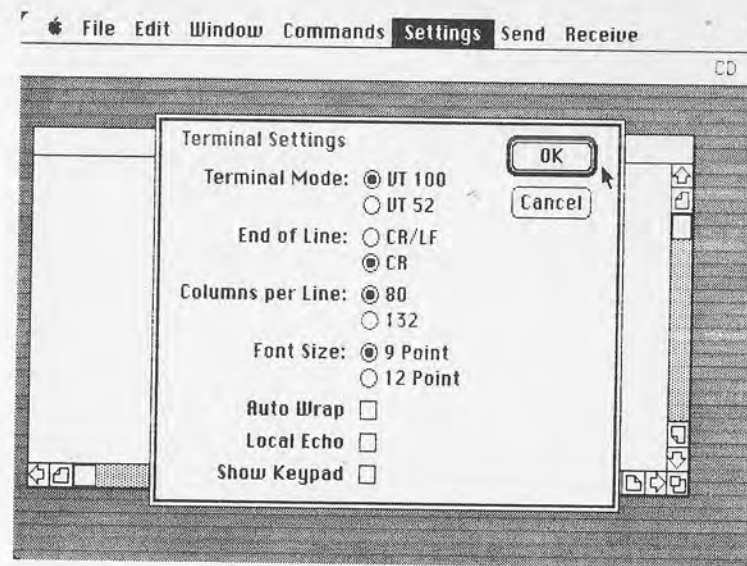 File Edit Window Commands Settings Send Receive
CD
Terminal Settings
OK
Terminal Mode: VT 100
VT 52
Cancel
End of Line: CR/LF
CR
Columns per Line: 80
132
Font Size: 9 Point
12 Point
Auto Wrap
Local Echo
Show Keypad